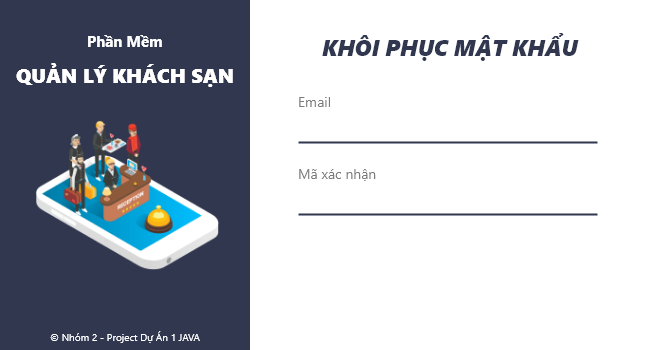 Phần Mềm
QUẢN LÝ KHÁCH SẠN
RECEPTION
© Nhóm 2 - Project Dự Án 1 JAVA
KHÔI PHỤC MẬT KHẨU
Email
Mã xác nhận